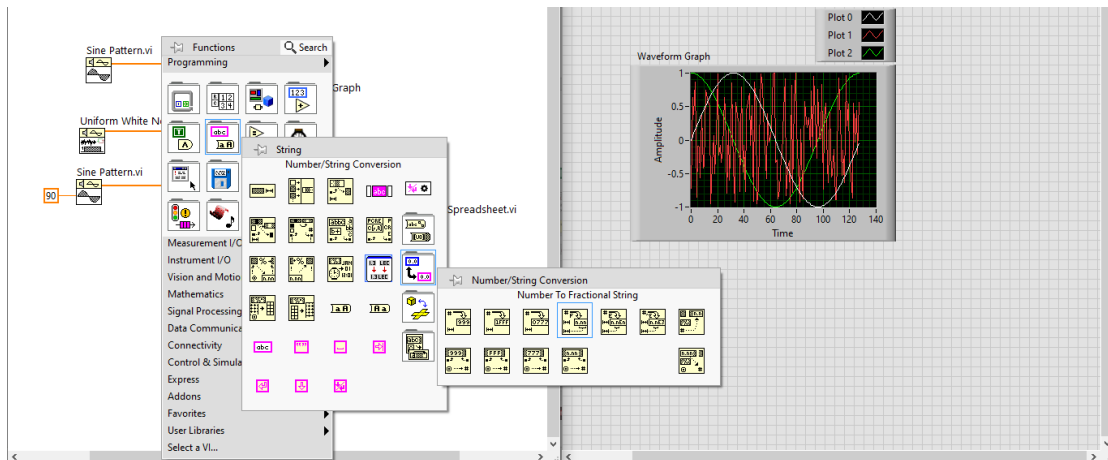 Sine Pattern.vi
Uniform White No
Sine Pattern.vi
90
Functions
Search
Programming
Measurement I/O
Instrument I/O
Vision and Motio
Mathematics
Signal Processing
Data Communica
Connectivity
Control & Simula
Express
Addons
Favorites
User Libraries
Select a VI...
Graph
Spreadsheet.vi
String
Number/String Conversion
Number/String Conversion
Number To Fractional String
Plot 0
Plot 1
Plot 2
Waveform Graph
Amplitude
1
0.5
0
-0.5
-1
0 20 40 60 80 100 120 140
Time